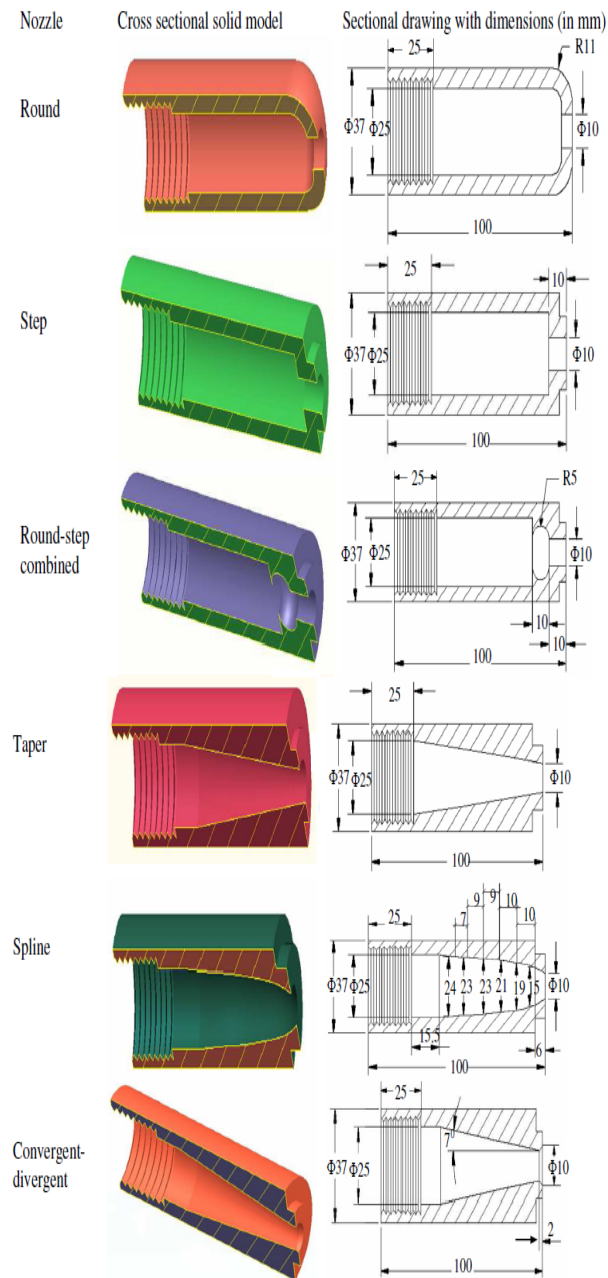 Nozzle Cross sectional solid model Sectional drawing with dimensions (in mm)
Round
25
R11
Φ37
Φ25
Φ10
100
Step
25
10
Φ37
Φ25
Φ10
100
Round-step
combined
25
R5
Φ37
Φ25
Φ10
10
10
100
Taper
25
Φ37
Φ25
Φ10
100
Spline
25
7
9
9
10
10
Φ37
Φ25
24
23
23
21
19
15
Φ10
15.5
6
100
Convergent-
divergent
25
Φ37
Φ25
7⁰
Φ10
2
100